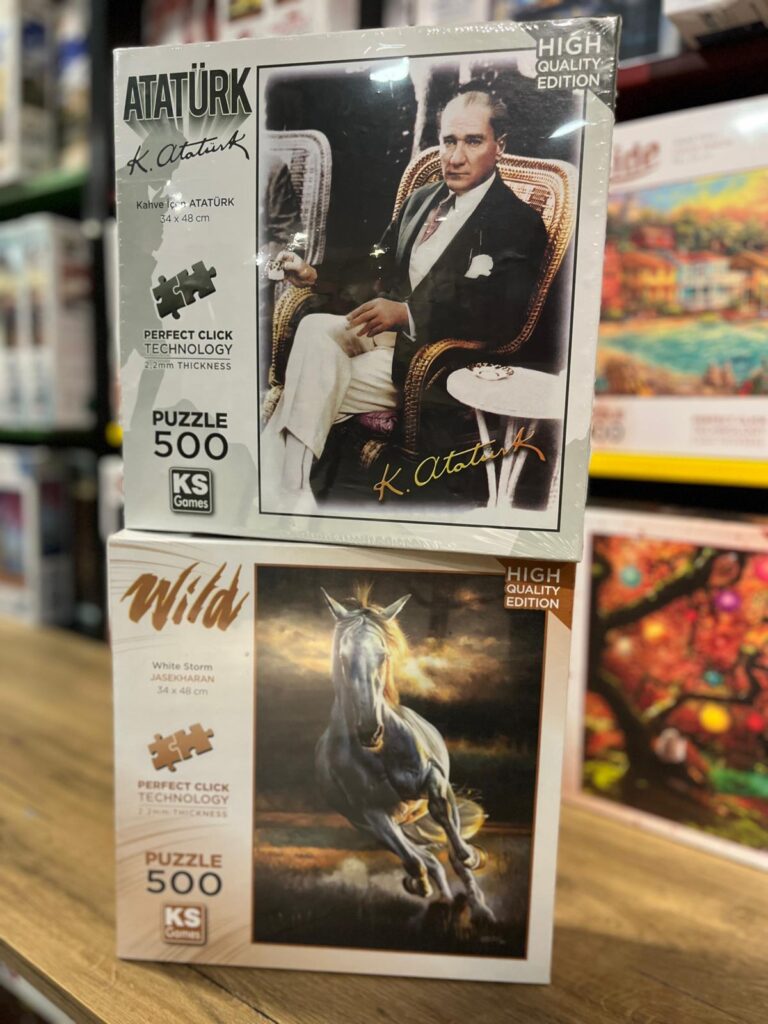 ATATÜRK
K. Atatürk
Kahve İçen ATATÜRK
34 x 48 cm
PERFECT CLICK
TECHNOLOGY
2.2mm THICKNESS
PUZZLE
500
KS
Games
HIGH
QUALITY
EDITION
K. Atatürk
Wild
White Storm
JASEKHARAN
34 x 48 cm
PERFECT CLICK
TECHNOLOGY
2.2mm THICKNESS
PUZZLE
500
KS
Games
HIGH
QUALITY
EDITION